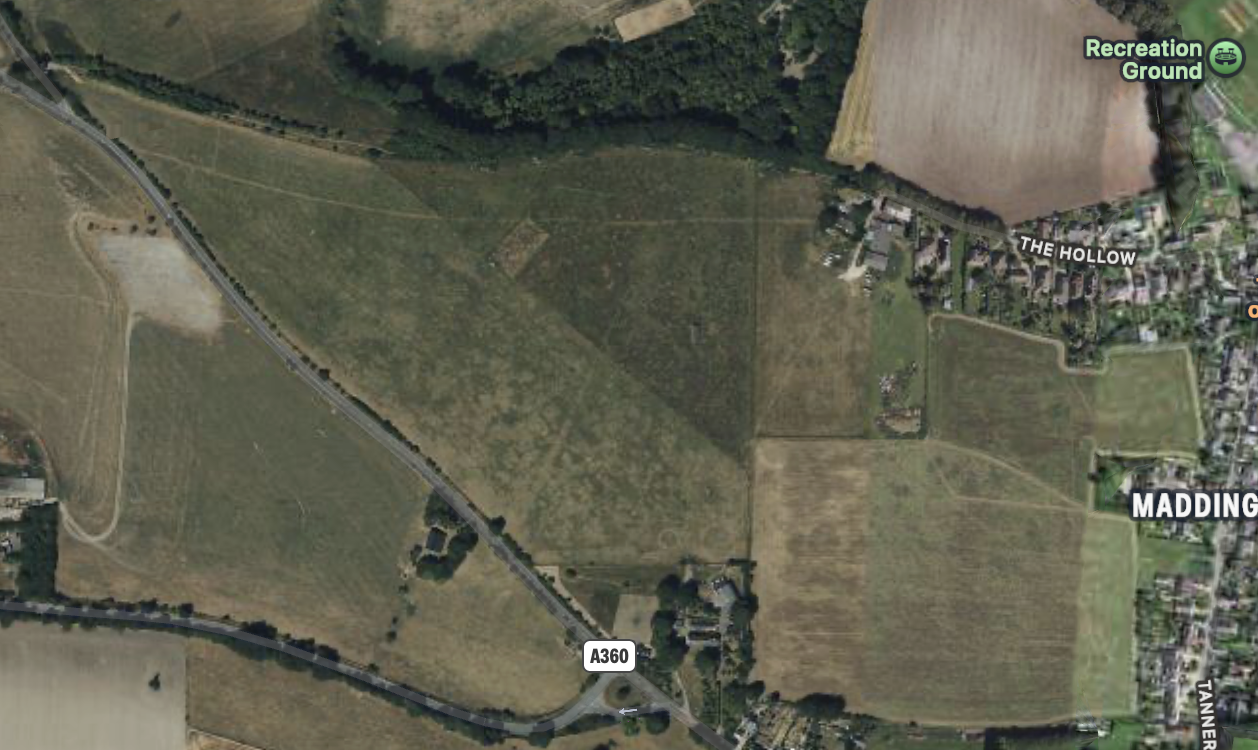 Recreation
Ground
THE HOLLOW
MADDING
A360
TANNER